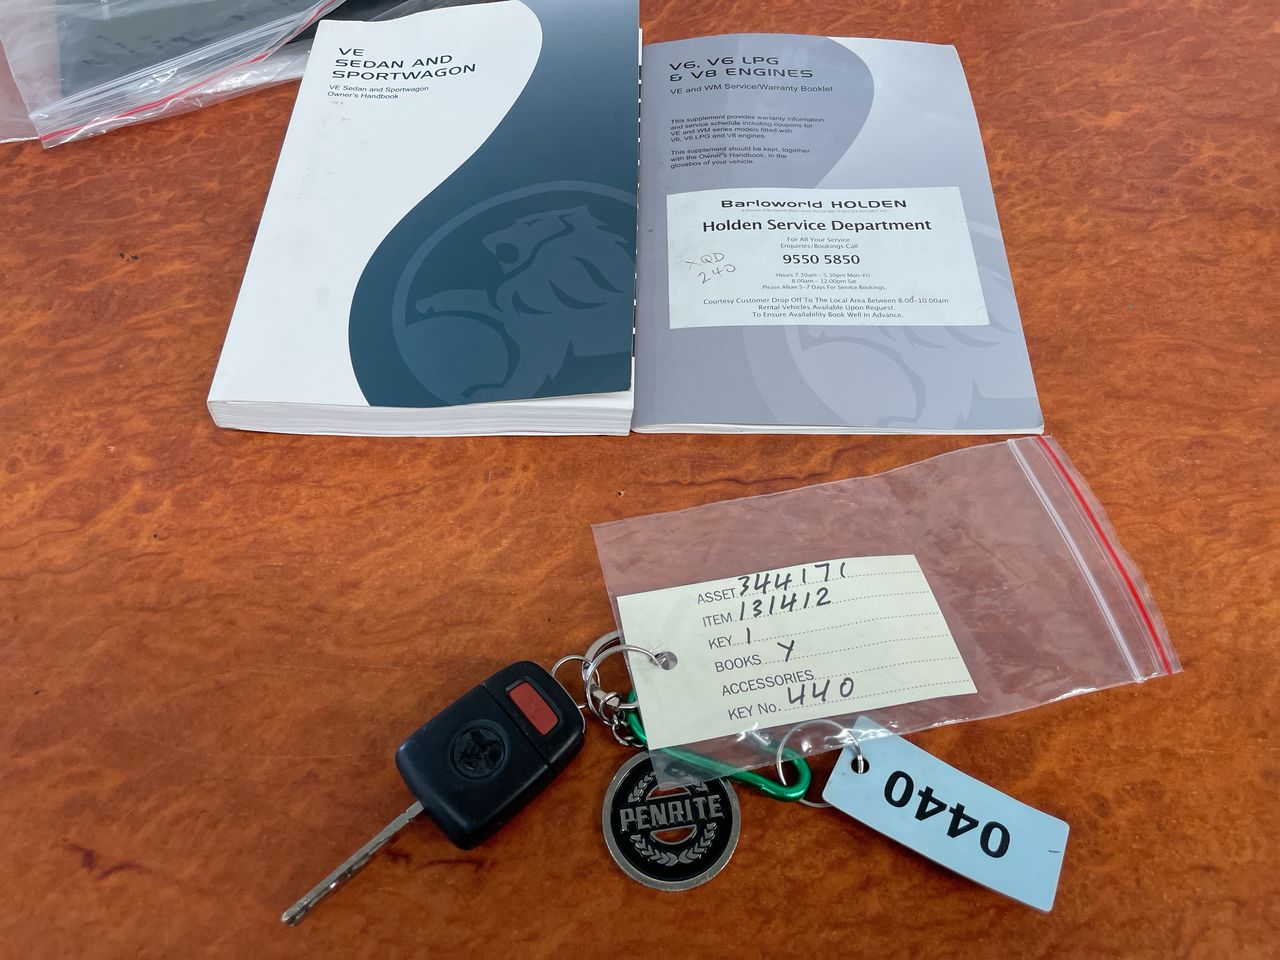 VE
SEDAN AND
SPORTWAGON
VE Sedan and Sportwagon
Owner's Handbook
V6, V6 LPG
& V8 ENGINES
VE and WM Service/Warranty Booklet
This supplement provides warranty information
and service schedule including coupons for
VE and WM series models fitted with
V6, V6 LPG and V8 engines.
This supplement should be kept, together
with the Owner's Handbook, in the
glovebox of your vehicle.
Barloworld HOLDEN
Holden Service Department
For All Your Service
Enquiries/Bookings Call
9550 5850
Hours 7.30am – 5.30pm Mon–Fri
8.00am – 12.00pm Sat
Please Allow 5–7 Days For Service Bookings.
Courtesy Customer Drop Off To The Local Area Between 8.00–10.00am
Rental Vehicles Available Upon Request.
To Ensure Availability Book Well In Advance.
XQD
240
ASSET 344171
ITEM 131412
KEY 1
BOOKS Y
ACCESSORIES
KEY No. 440
PENRITE
0440